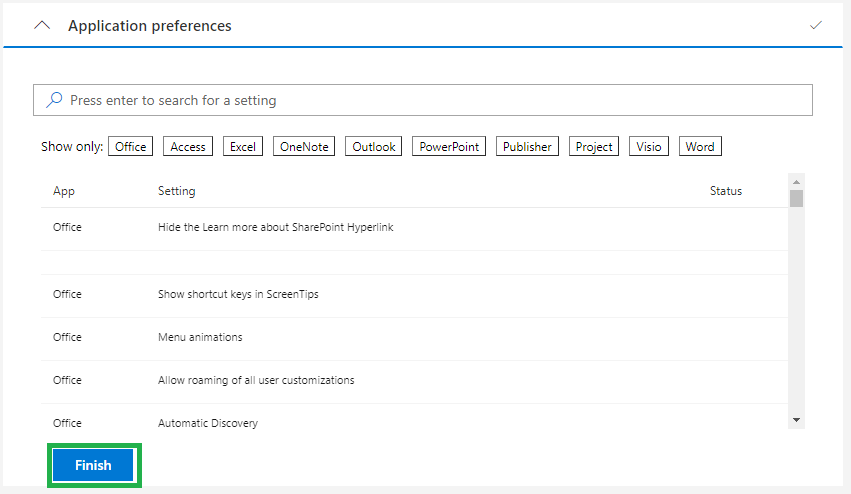 Application preferences
Press enter to search for a setting
Show only: Office Access Excel OneNote Outlook PowerPoint Publisher Project Visio Word
App Setting Status
Office Hide the Learn more about SharePoint Hyperlink
Office Show shortcut keys in ScreenTips
Office Menu animations
Office Allow roaming of all user customizations
Office Automatic Discovery
Finish